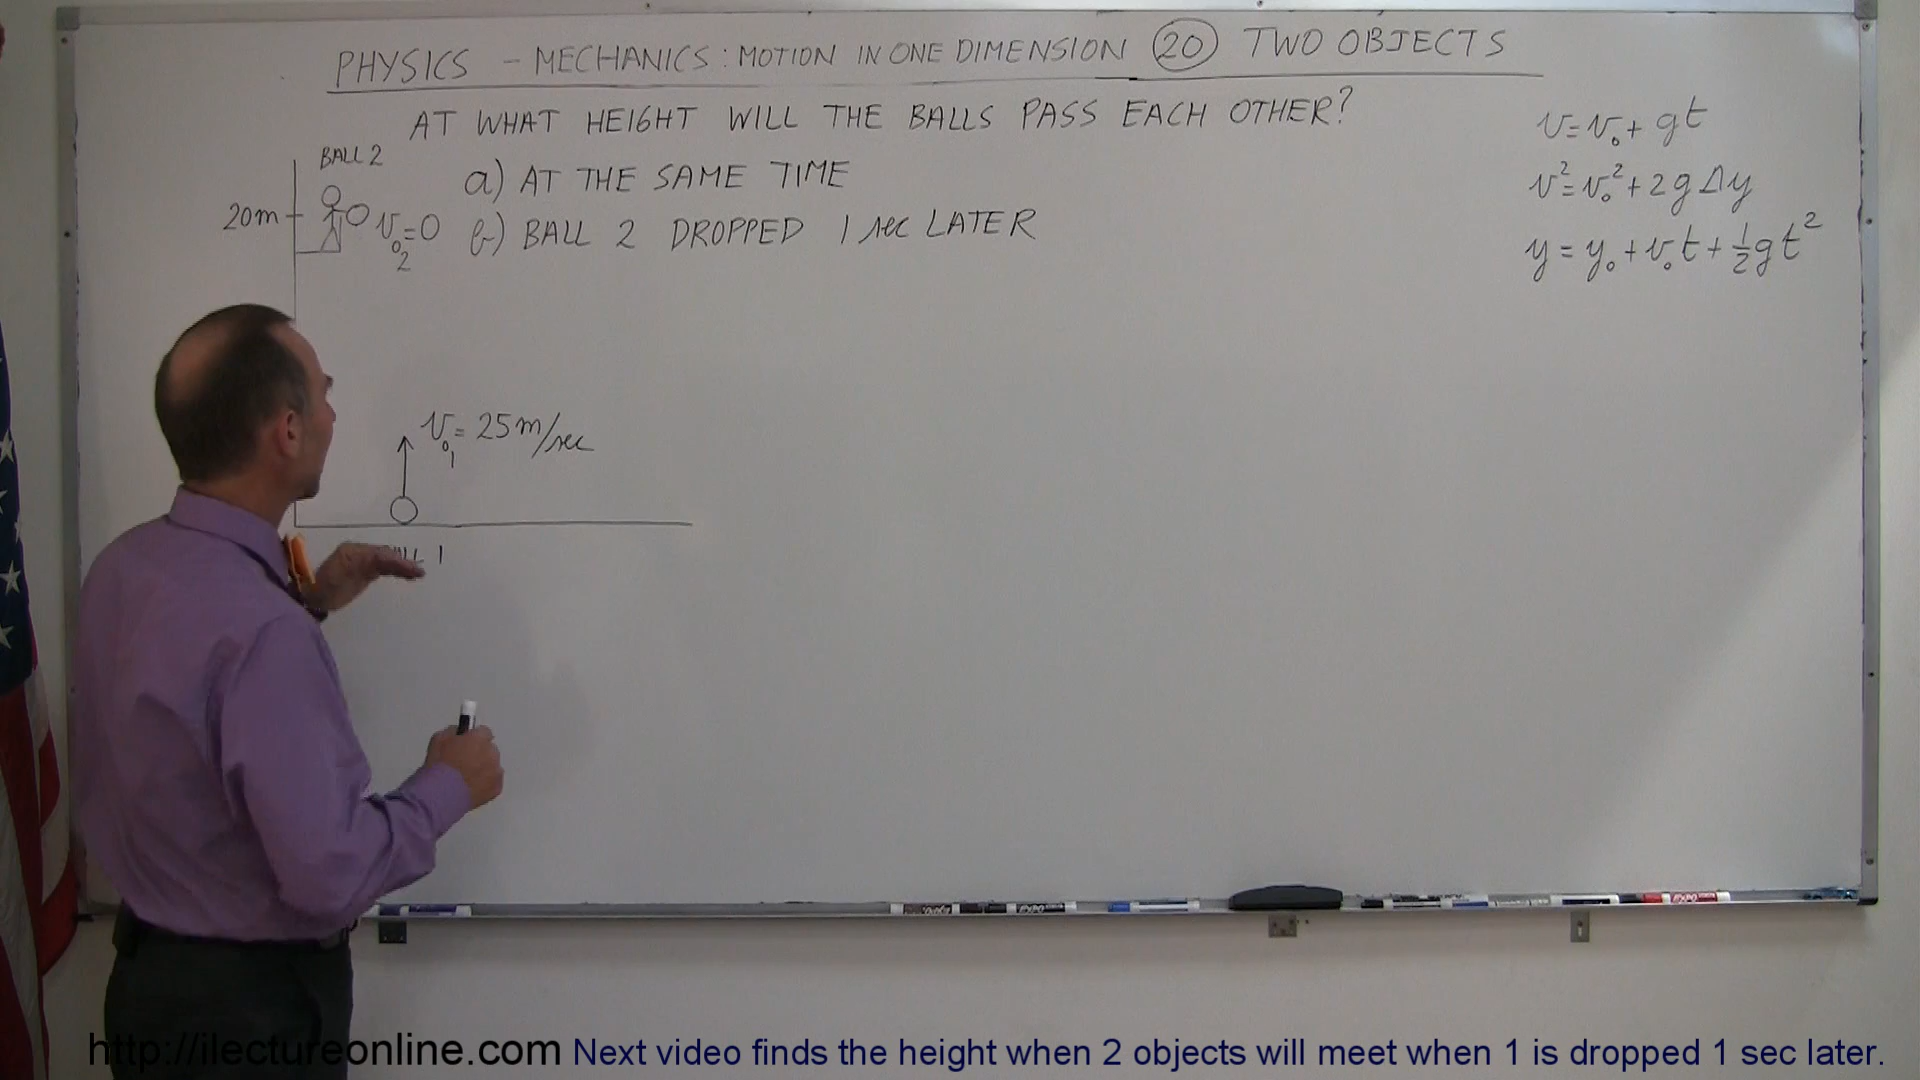 PHYSICS - MECHANICS: MOTION IN ONE DIMENSION 20 TWO OBJECTS
AT WHAT HEIGHT WILL THE BALLS PASS EACH OTHER?
a) AT THE SAME TIME
b) BALL 2 DROPPED 1 sec LATER
BALL 2
20m
v₀₂=0
v₀₁= 25 m/sec
1
v=v₀+gt
v²=v₀²+2gΔy
y=y₀+v₀t+½gt²
http://ilectureonline.com Next video finds the height when 2 objects will meet when 1 is dropped 1 sec later.